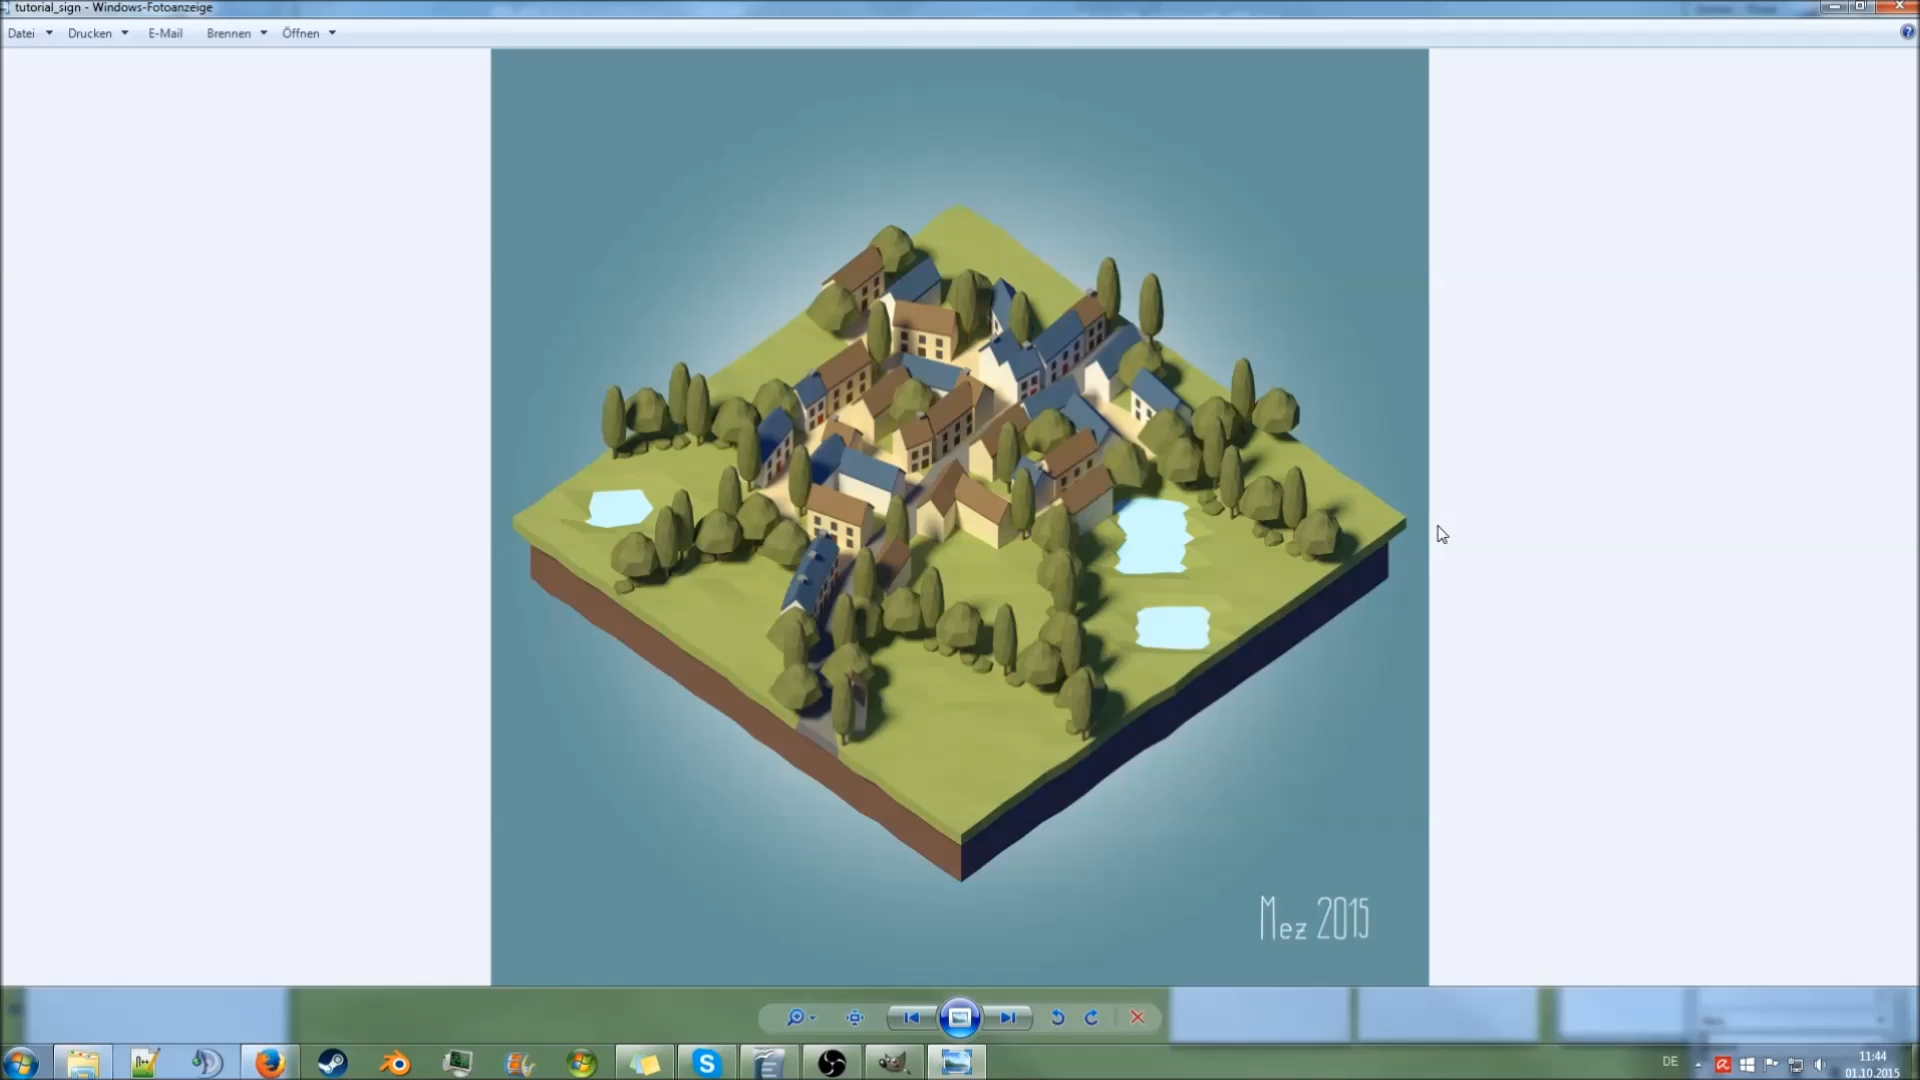 tutorial_sign - Windows-Fotoanzeige
Datei Drucken E-Mail Brennen Öffnen
Mez 2015
DE
11:44
01.10.2015